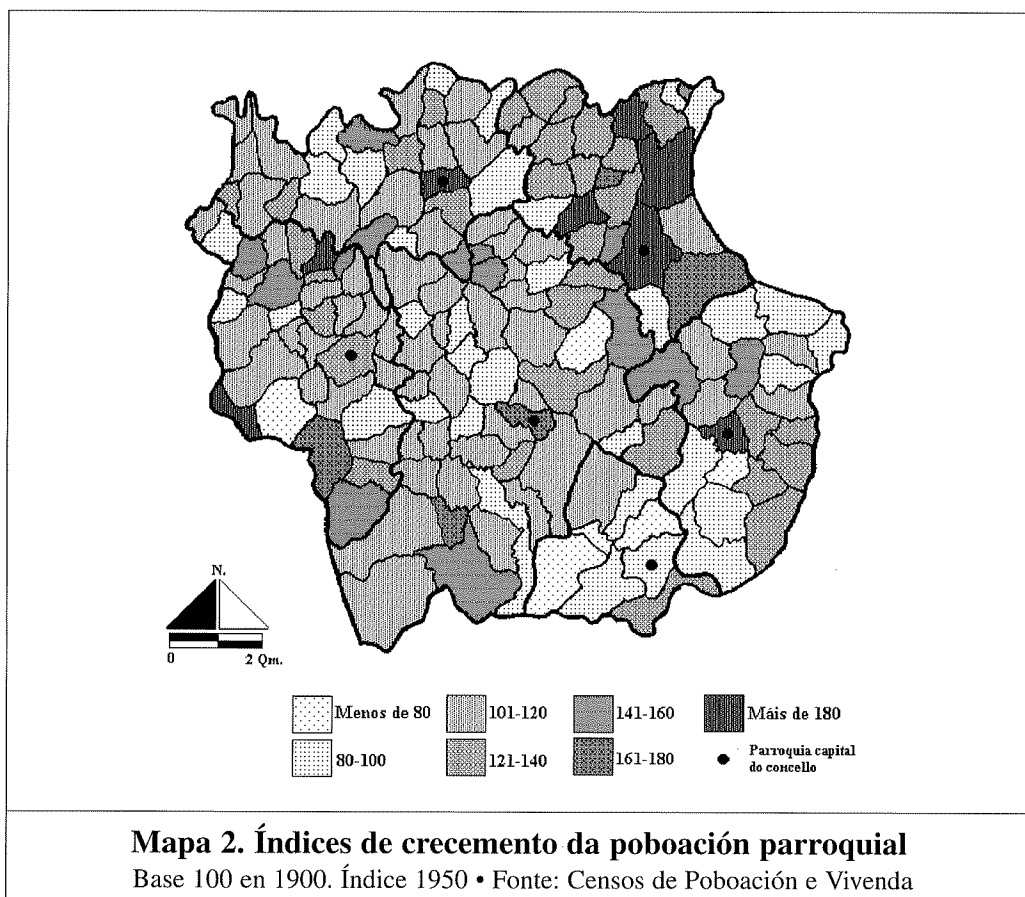 N.
0 2 Qm.
Menos de 80
101-120
141-160
Máis de 180
80-100
121-140
161-180
Parroquia capital
do concello
Mapa 2. Índices de crecemento da poboación parroquial
Base 100 en 1900. Índice 1950 • Fonte: Censos de Poboación e Vivenda